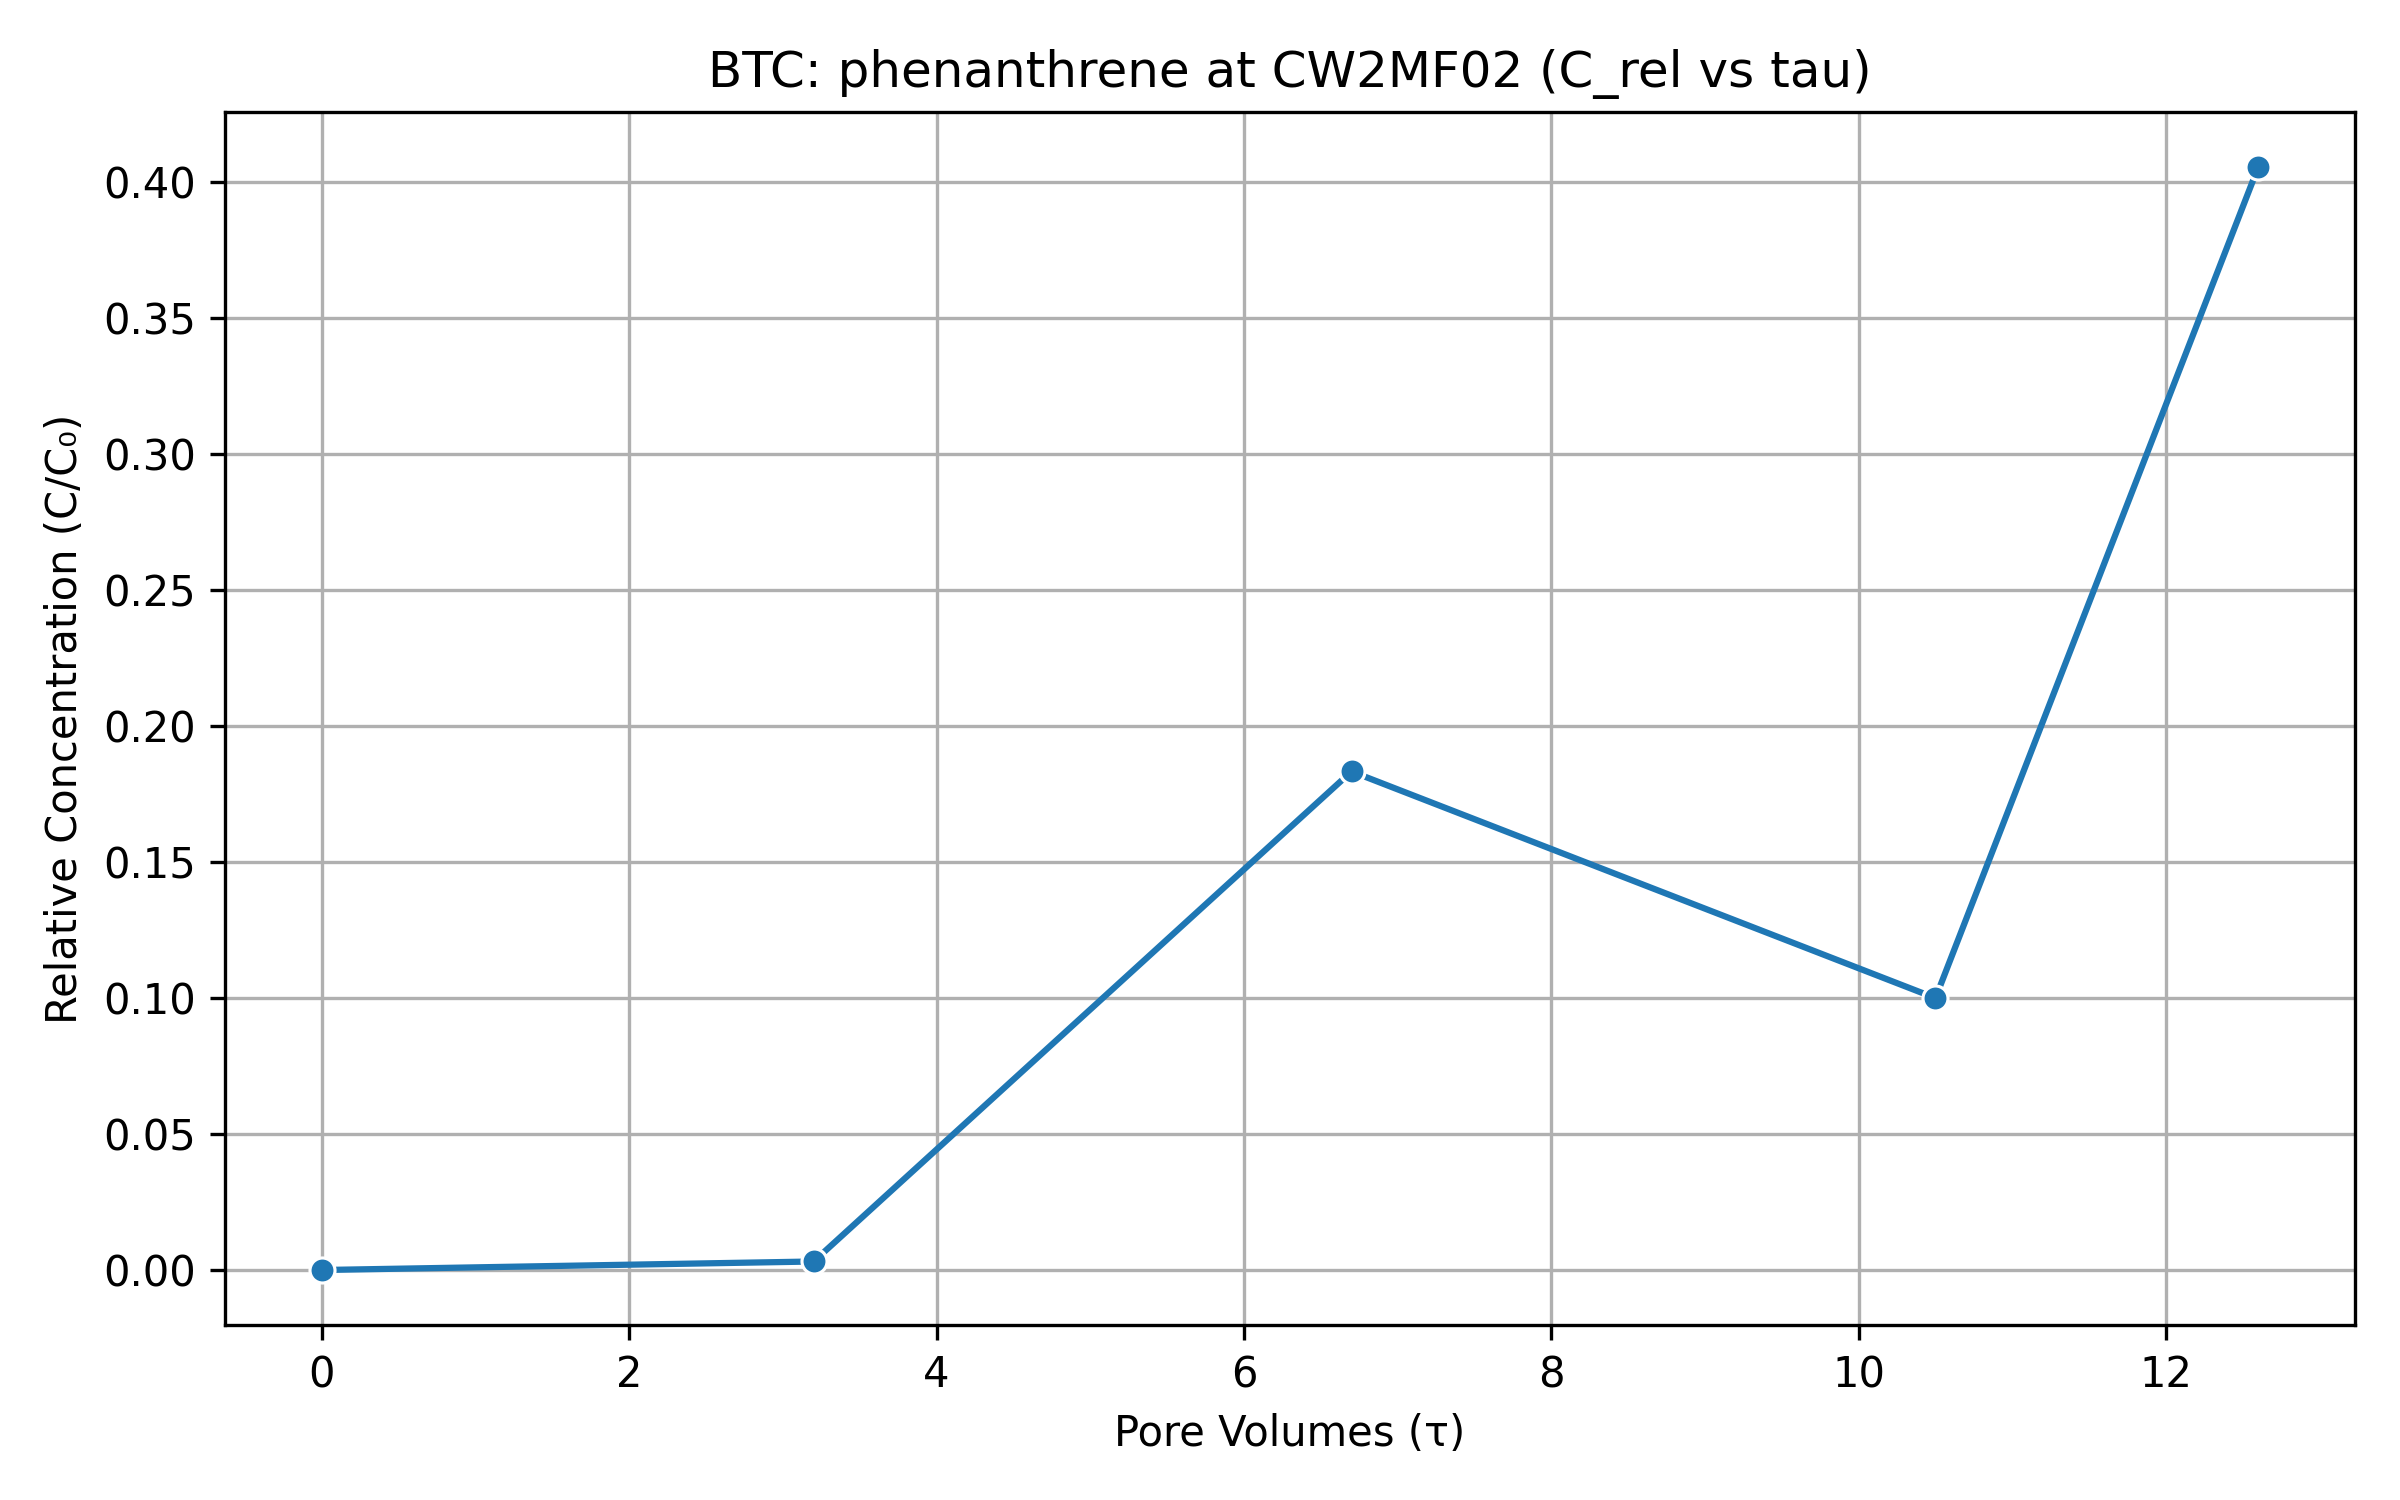 BTC: phenanthrene at CW2MF02 (C_rel vs tau)
Relative Concentration (C/C₀)
0.40
0.35
0.30
0.25
0.20
0.15
0.10
0.05
0.00
0 2 4 6 8 10 12
Pore Volumes (τ)